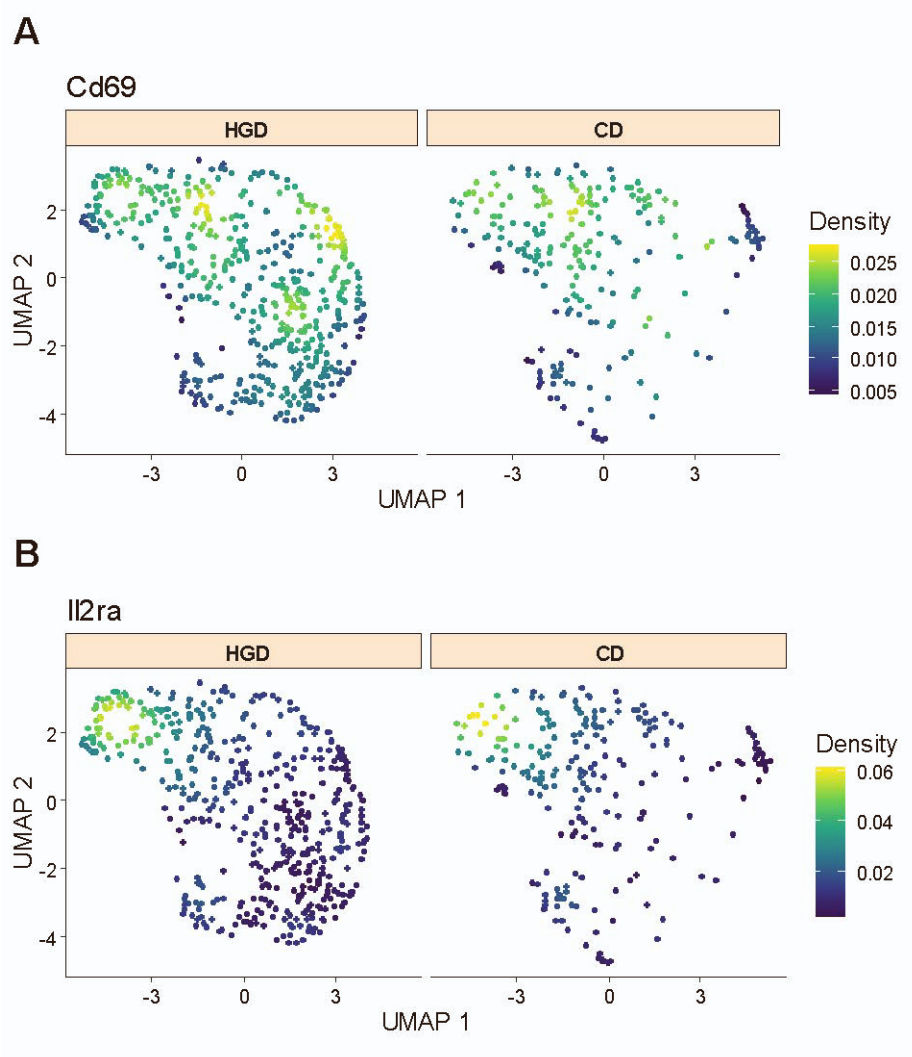 A
Cd69
HGD CD
Density
0.025
0.020
0.015
0.010
0.005
UMAP 2
2
0
-2
-4
-3 0 3 -3 0 3
UMAP 1
B
Il2ra
HGD CD
Density
0.06
0.04
0.02
UMAP 2
2
0
-2
-4
-3 0 3 -3 0 3
UMAP 1